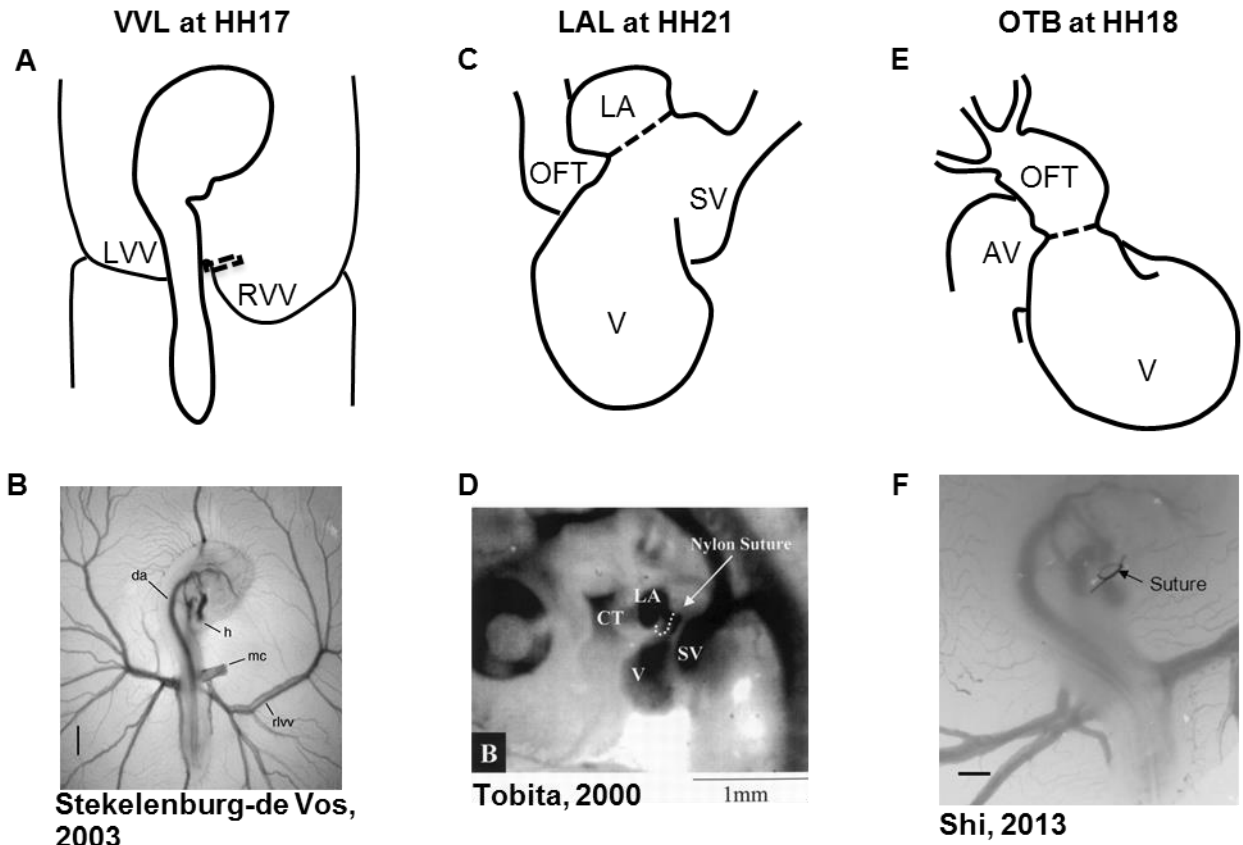 VVL at HH17
LAL at HH21
OTB at HH18
A
LVV
RVV
C
LA
OFT
SV
V
E
OFT
AV
V
B
da
h
mc
rlvv
Stekelenburg-de Vos,
2003
D
Nylon Suture
LA
CT
SV
V
B
1mm
Tobita, 2000
F
Suture
Shi, 2013